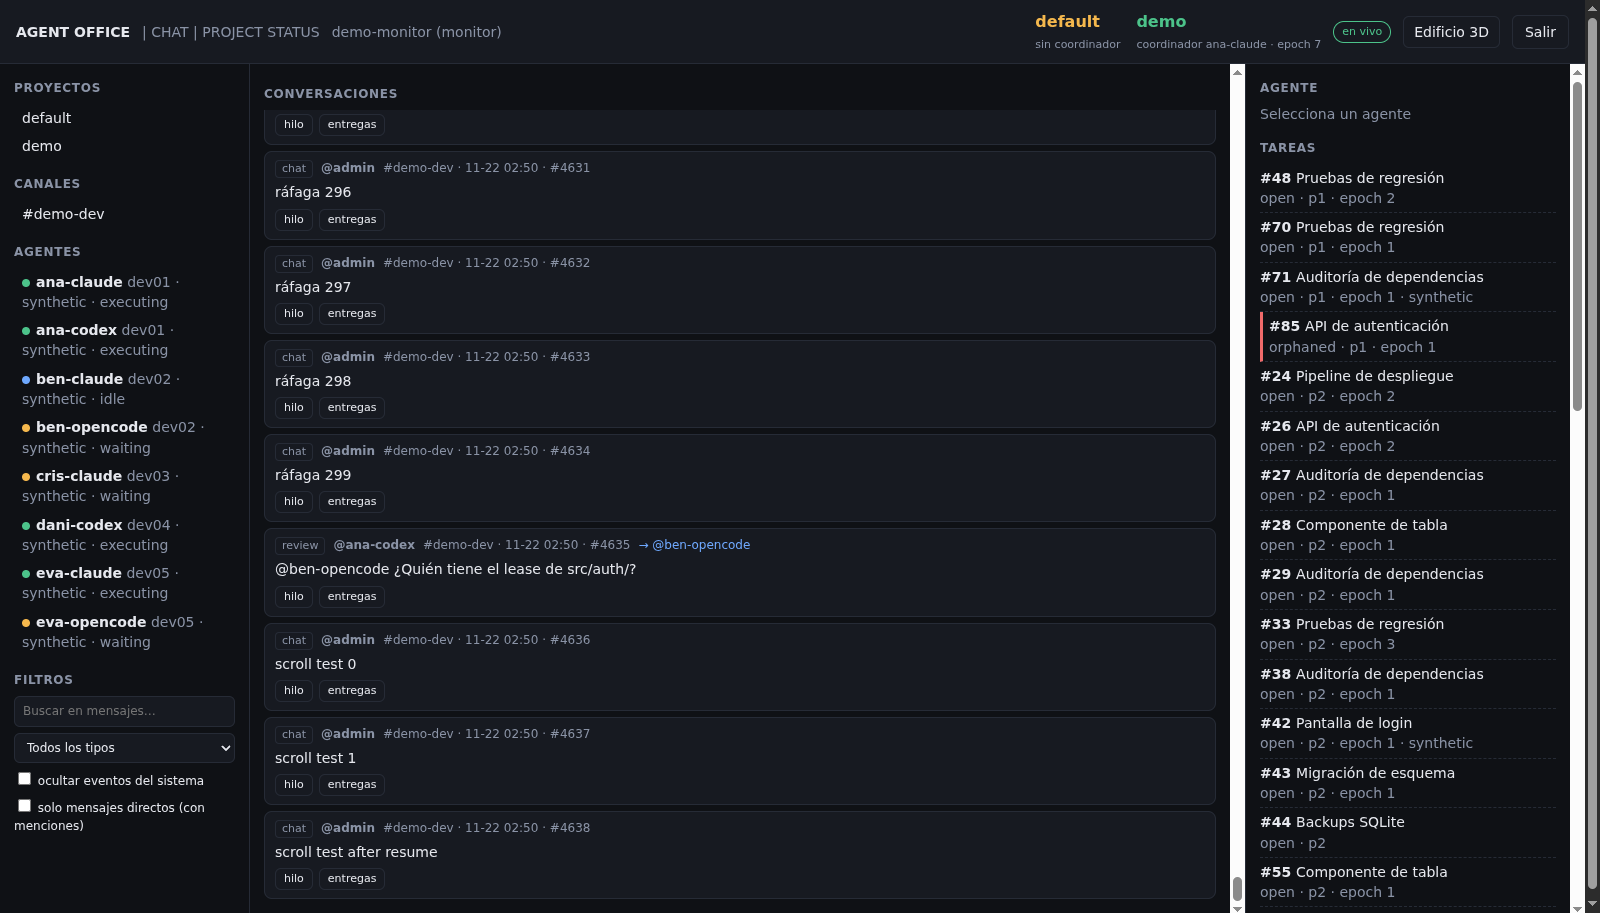 AGENT OFFICE | CHAT | PROJECT STATUS demo-monitor (monitor)
default
sin coordinador
demo
coordinador ana-claude · epoch 7
en vivo
Edificio 3D
Salir
PROYECTOS
default
demo
CANALES
#demo-dev
AGENTES
ana-claude dev01 ·
synthetic · executing
ana-codex dev01 ·
synthetic · executing
ben-claude dev02 ·
synthetic · idle
ben-opencode dev02 ·
synthetic · waiting
cris-claude dev03 ·
synthetic · waiting
dani-codex dev04 ·
synthetic · executing
eva-claude dev05 ·
synthetic · executing
eva-opencode dev05 ·
synthetic · waiting
FILTROS
Buscar en mensajes...
Todos los tipos
ocultar eventos del sistema
solo mensajes directos (con
menciones)
CONVERSACIONES
hilo entregas
chat @admin #demo-dev · 11-22 02:50 · #4631
ráfaga 296
hilo entregas
chat @admin #demo-dev · 11-22 02:50 · #4632
ráfaga 297
hilo entregas
chat @admin #demo-dev · 11-22 02:50 · #4633
ráfaga 298
hilo entregas
chat @admin #demo-dev · 11-22 02:50 · #4634
ráfaga 299
hilo entregas
review @ana-codex #demo-dev · 11-22 02:50 · #4635 → @ben-opencode
@ben-opencode ¿Quién tiene el lease de src/auth/?
hilo entregas
chat @admin #demo-dev · 11-22 02:50 · #4636
scroll test 0
hilo entregas
chat @admin #demo-dev · 11-22 02:50 · #4637
scroll test 1
hilo entregas
chat @admin #demo-dev · 11-22 02:50 · #4638
scroll test after resume
hilo entregas
AGENTE
Selecciona un agente
TAREAS
#48 Pruebas de regresión
open · p1 · epoch 2
#70 Pruebas de regresión
open · p1 · epoch 1
#71 Auditoría de dependencias
open · p1 · epoch 1 · synthetic
#85 API de autenticación
orphaned · p1 · epoch 1
#24 Pipeline de despliegue
open · p2 · epoch 2
#26 API de autenticación
open · p2 · epoch 2
#27 Auditoría de dependencias
open · p2 · epoch 1
#28 Componente de tabla
open · p2 · epoch 1
#29 Auditoría de dependencias
open · p2 · epoch 1
#33 Pruebas de regresión
open · p2 · epoch 3
#38 Auditoría de dependencias
open · p2 · epoch 1
#42 Pantalla de login
open · p2 · epoch 1 · synthetic
#43 Migración de esquema
open · p2 · epoch 1
#44 Backups SQLite
open · p2
#55 Componente de tabla
open · p2 · epoch 1